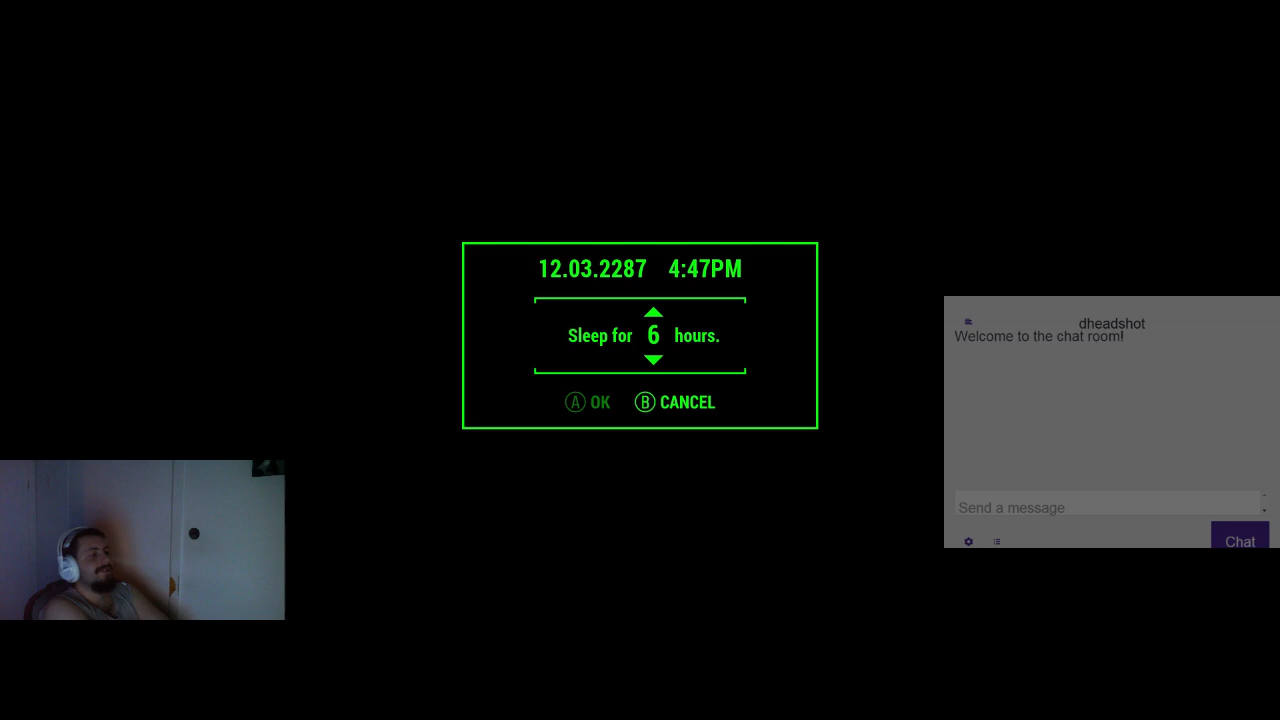 12.03.2287 4:47PM
Sleep for 6 hours.
A OK B CANCEL
dheadshot
Welcome to the chat room!
Send a message
Chat